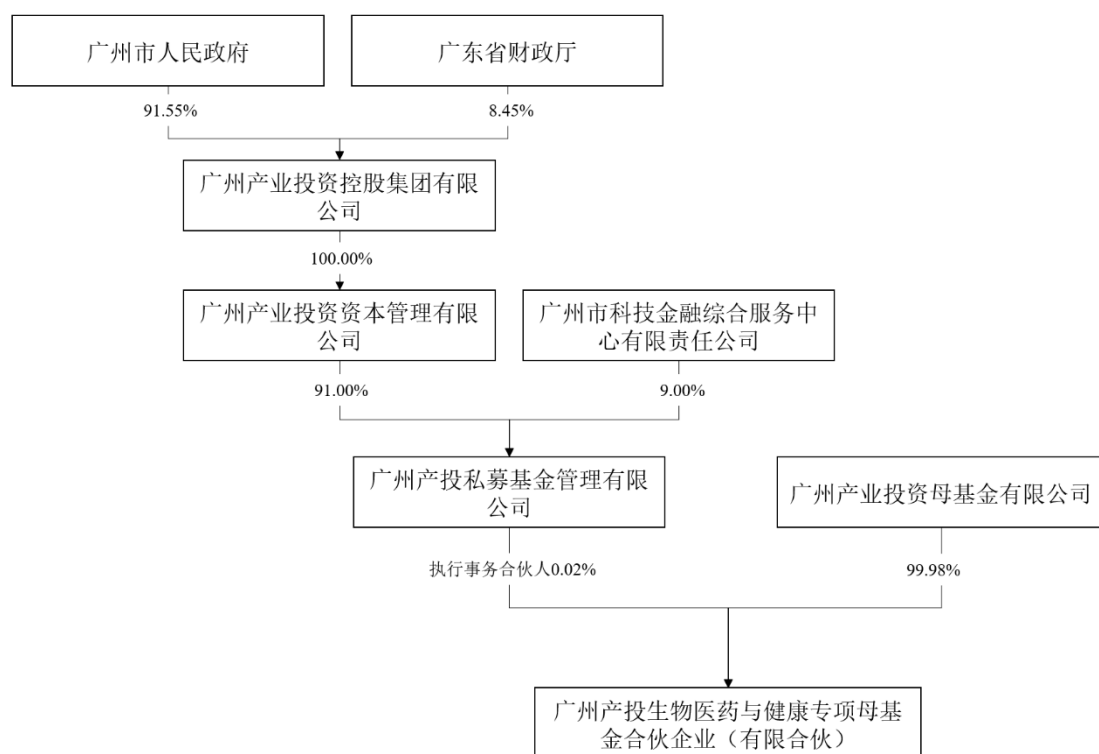 广州市人民政府
广东省财政厅
91.55%
8.45%
广州产业投资控股集团有限
公司
100.00%
广州产业投资资本管理有限
公司
广州市科技金融综合服务中
心有限责任公司
91.00%
9.00%
广州产投私募基金管理有限
公司
广州产业投资母基金有限公司
执行事务合伙人0.02%
99.98%
广州产投生物医药与健康专项母基
金合伙企业（有限合伙）